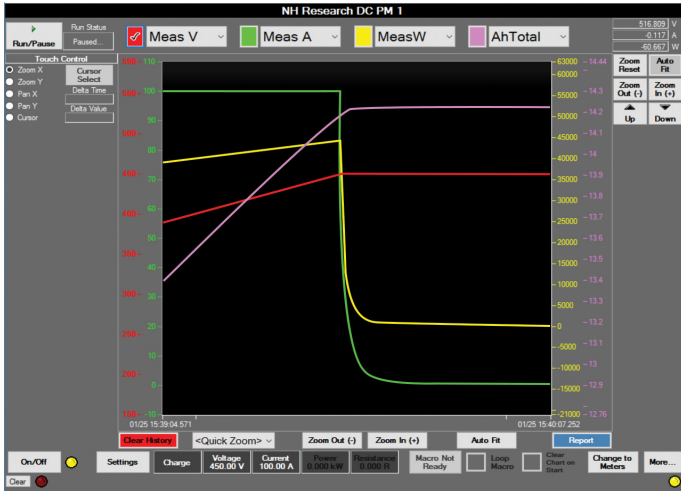 NH Research DC PM 1
Run/Pause
Run Status
Paused...
Meas V
Meas A
MeasW
AhTotal
516.809 V
-0.117 A
-60.667 W
Touch Control
Zoom X
Zoom Y
Pan X
Pan Y
Cursor
Cursor Select
Delta Time
Delta Value
Zoom Reset
Auto Fit
Zoom Out (-)
Zoom In (+)
Up
Down
550
500
450
400
350
300
250
200
150
110
100
90
80
70
60
50
40
30
20
10
0
-10
63000
60000
55000
50000
45000
40000
35000
30000
25000
20000
15000
10000
5000
0
-5000
-10000
-15000
-21000
14.44
14.3
14.2
14.1
14
13.9
13.8
13.7
13.6
13.5
13.4
13.3
13.2
13.1
13
12.9
12.76
01/25 15:39:04.571
01/25 15:40:07.252
Clear History
<Quick Zoom>
Zoom Out (-)
Zoom In (+)
Auto Fit
Report
On/Off
Settings
Charge
Voltage
450.00 V
Current
100.00 A
Power
0.000 kW
Resistance
0.000 R
Macro Not Ready
Loop Macro
Clear Chart on Start
Change to Meters
More...
Clear